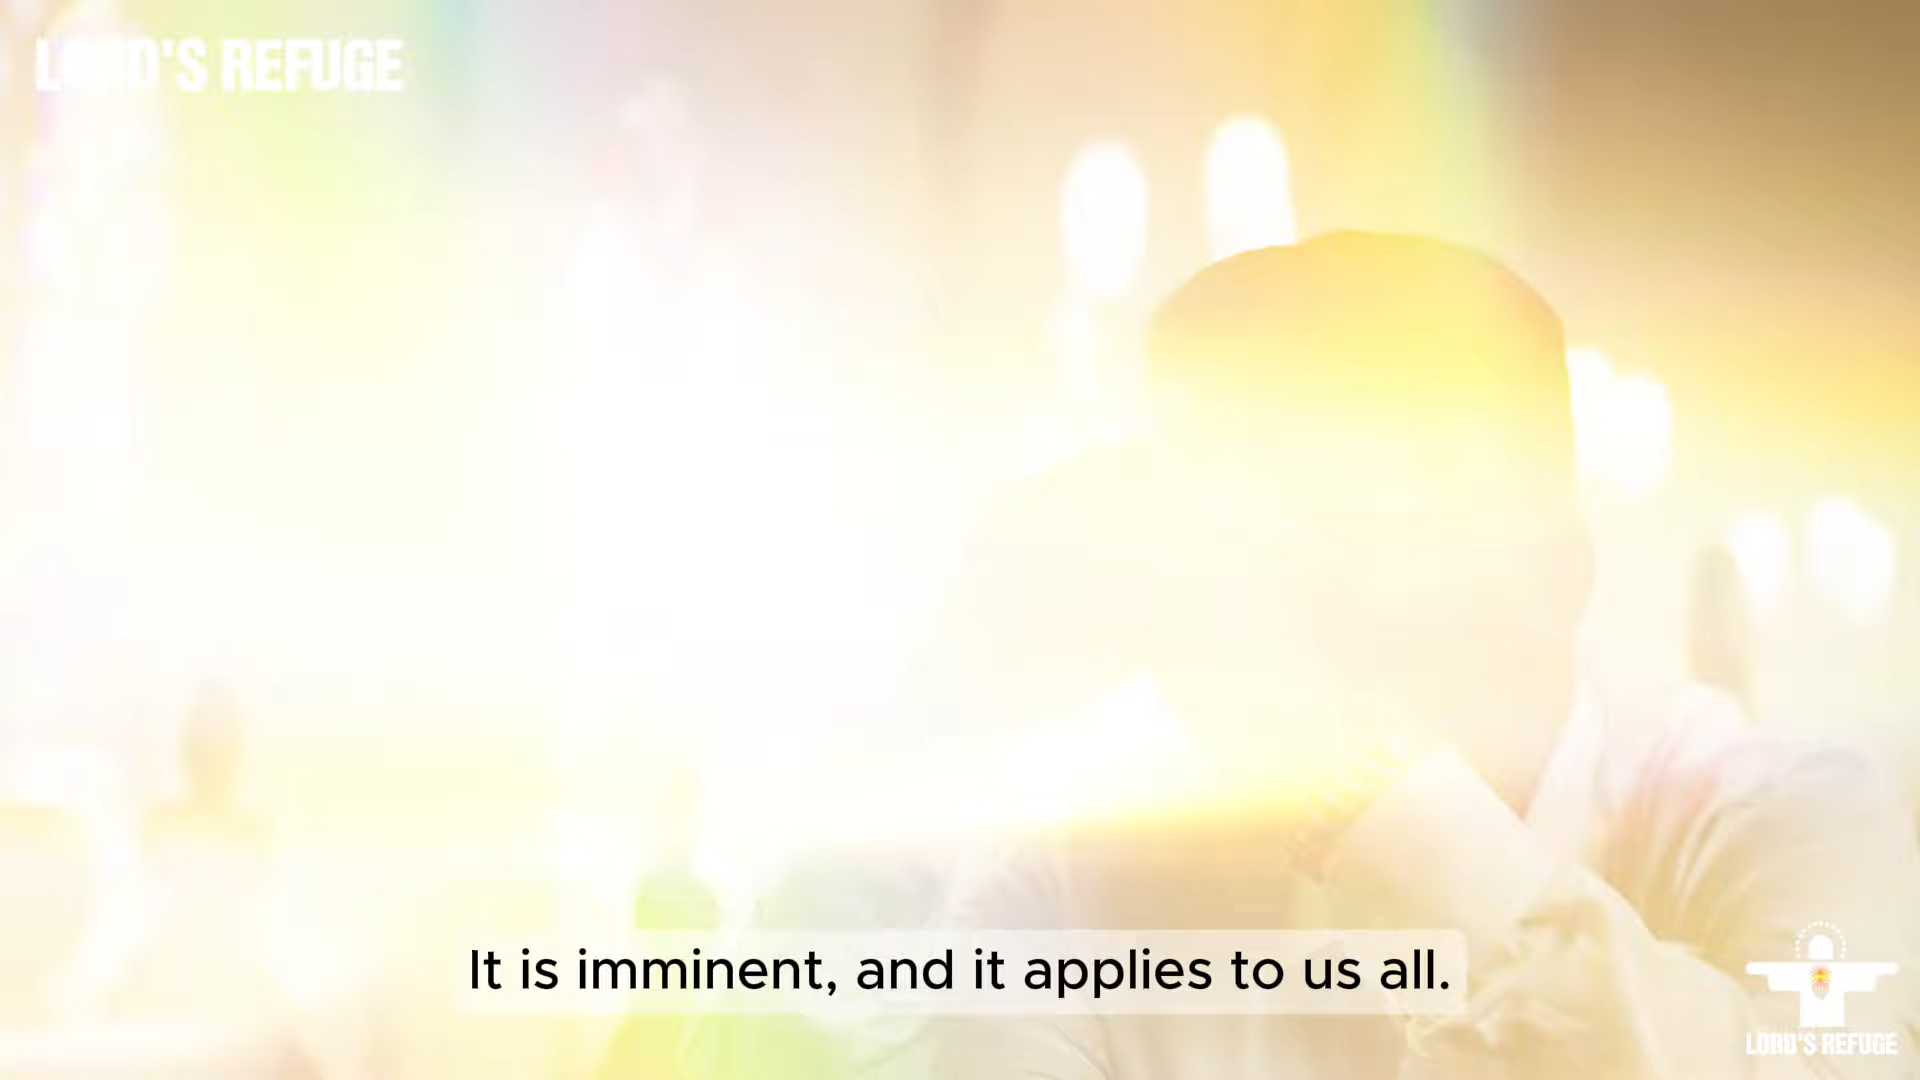 LORD'S REFUGE
It is imminent, and it applies to us all.
LORD'S REFUGE